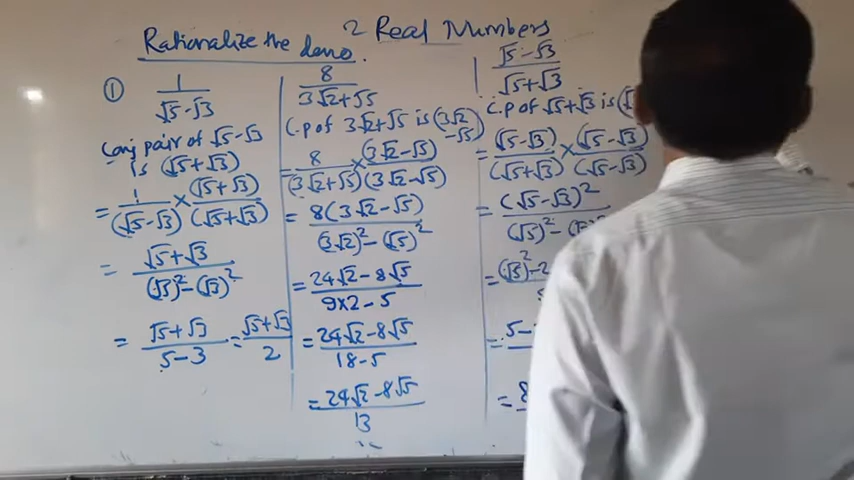 2 Real Numbers
Rationalize the deno.
① 1/(√5-√3)
Conj pair of √5-√3
is (√5+√3)
= 1/(√5-√3) × (√5+√3)/(√5+√3)
= (√5+√3)/((√5)²-(√3)²)
= (√5+√3)/(5-3) = (√5+√3)/2
8/(3√2+√5)
C.p of 3√2+√5 is (3√2
-√5)
= 8/(3√2+√5) × (3√2-√5)/(3√2-√5)
= 8(3√2-√5)/((3√2)²-(√5)²)
= (24√2-8√5)/(9×2-5)
= (24√2-8√5)/(18-5)
= (24√2-8√5)/13
(√5-√3)/(√5+√3)
C.p of √5+√3 is (√
= (√5-√3)/(√5+√3) × (√5-√3)/(√5-√3)
= (√5-√3)²/((√5)²-(
= (√5)²-2
= 5-
= 8